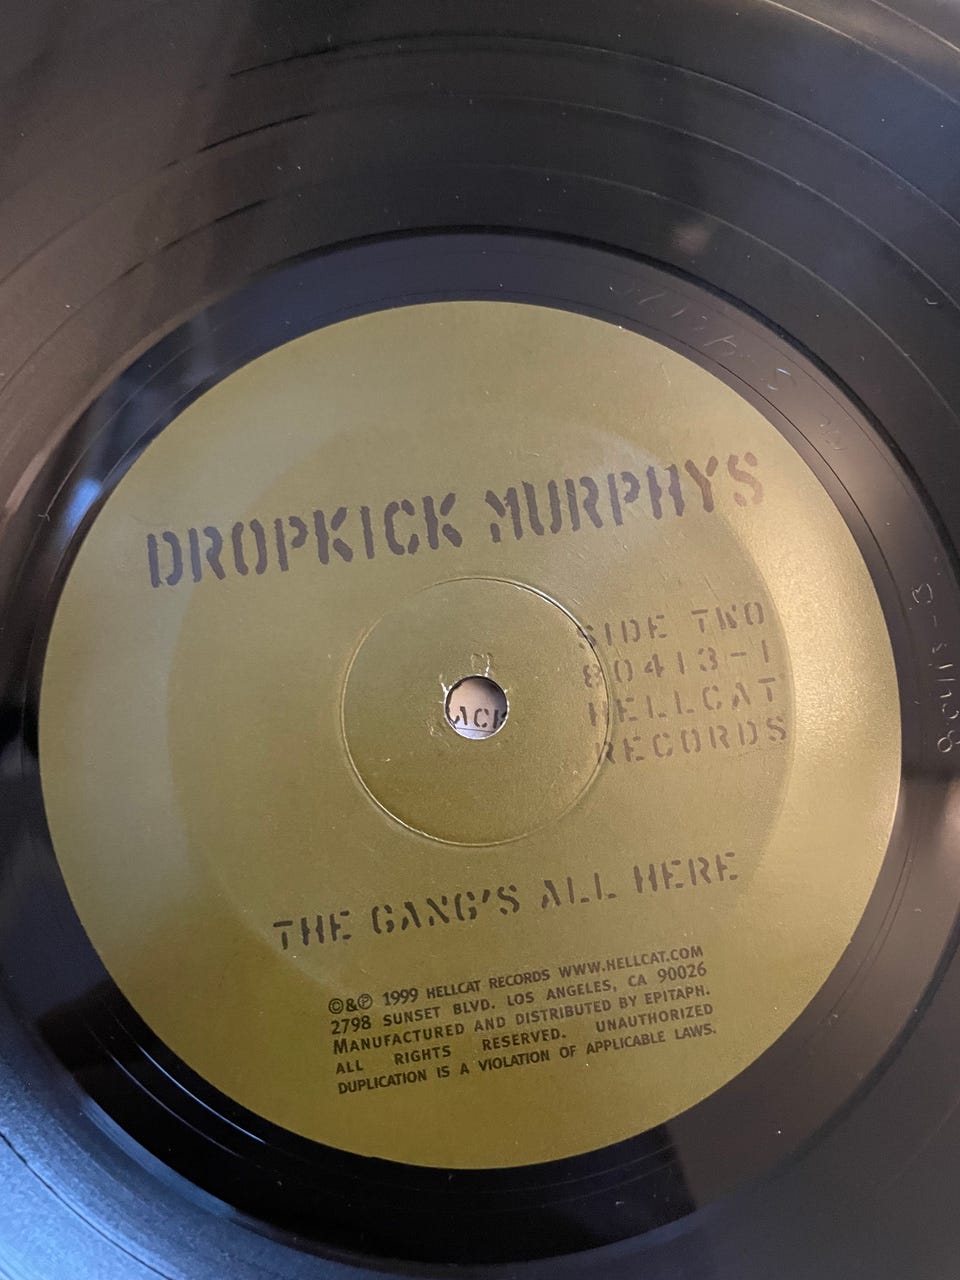 DROPKICK MURPHYS
SIDE TWO
80413-1
HELLCAT
RECORDS
THE GANG'S ALL HERE
©&℗ 1999 HELLCAT RECORDS WWW.HELLCAT.COM
2798 SUNSET BLVD. LOS ANGELES, CA 90026
MANUFACTURED AND DISTRIBUTED BY EPITAPH.
ALL RIGHTS RESERVED. UNAUTHORIZED
DUPLICATION IS A VIOLATION OF APPLICABLE LAWS.
80413-B